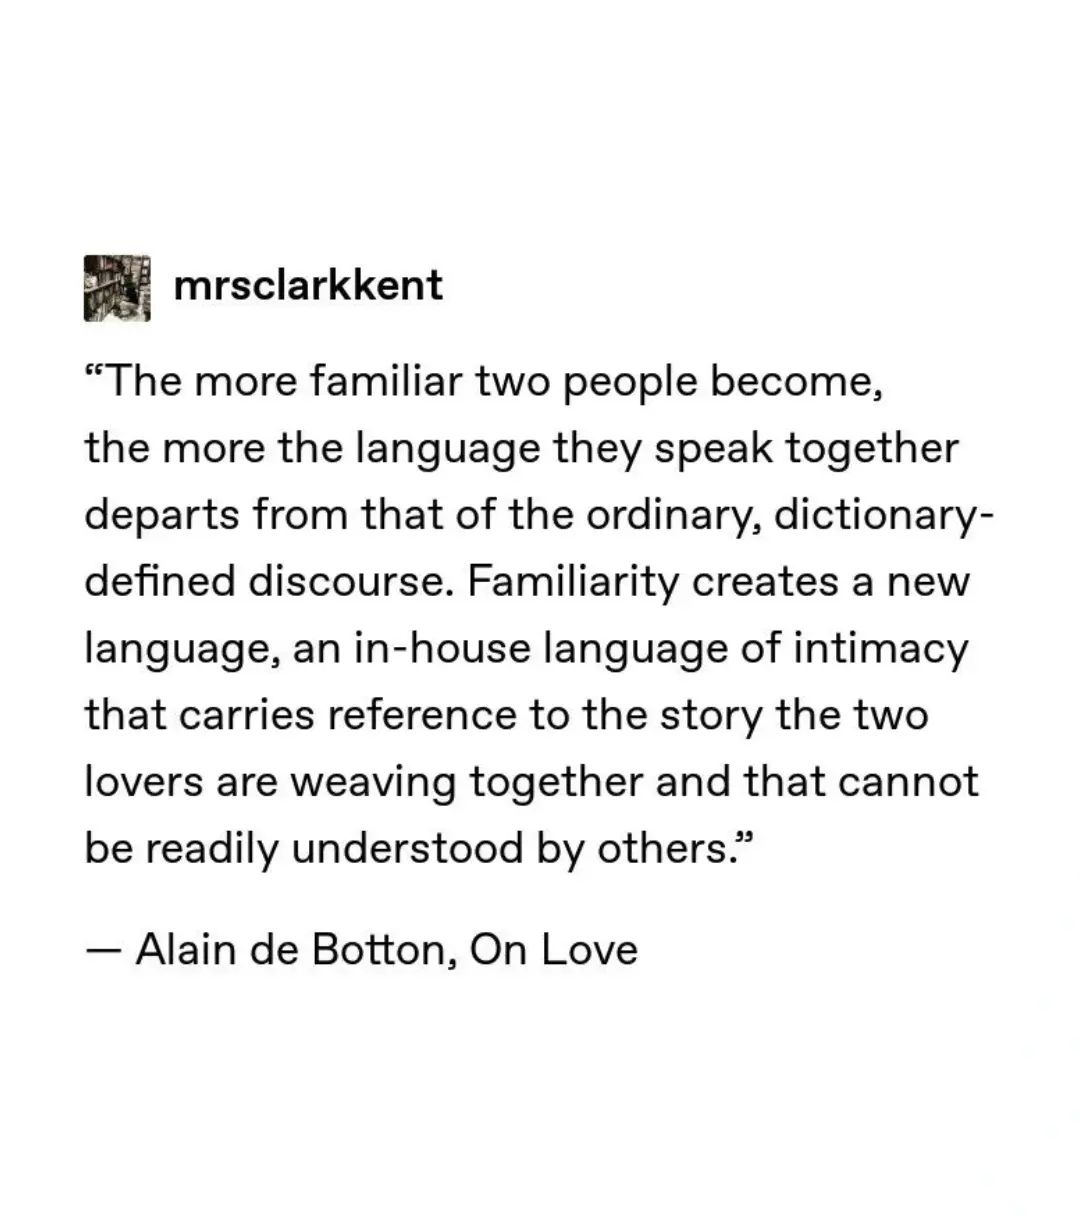 mrsclarkkent
“The more familiar two people become,
the more the language they speak together
departs from that of the ordinary, dictionary-
defined discourse. Familiarity creates a new
language, an in-house language of intimacy
that carries reference to the story the two
lovers are weaving together and that cannot
be readily understood by others.”
— Alain de Botton, On Love